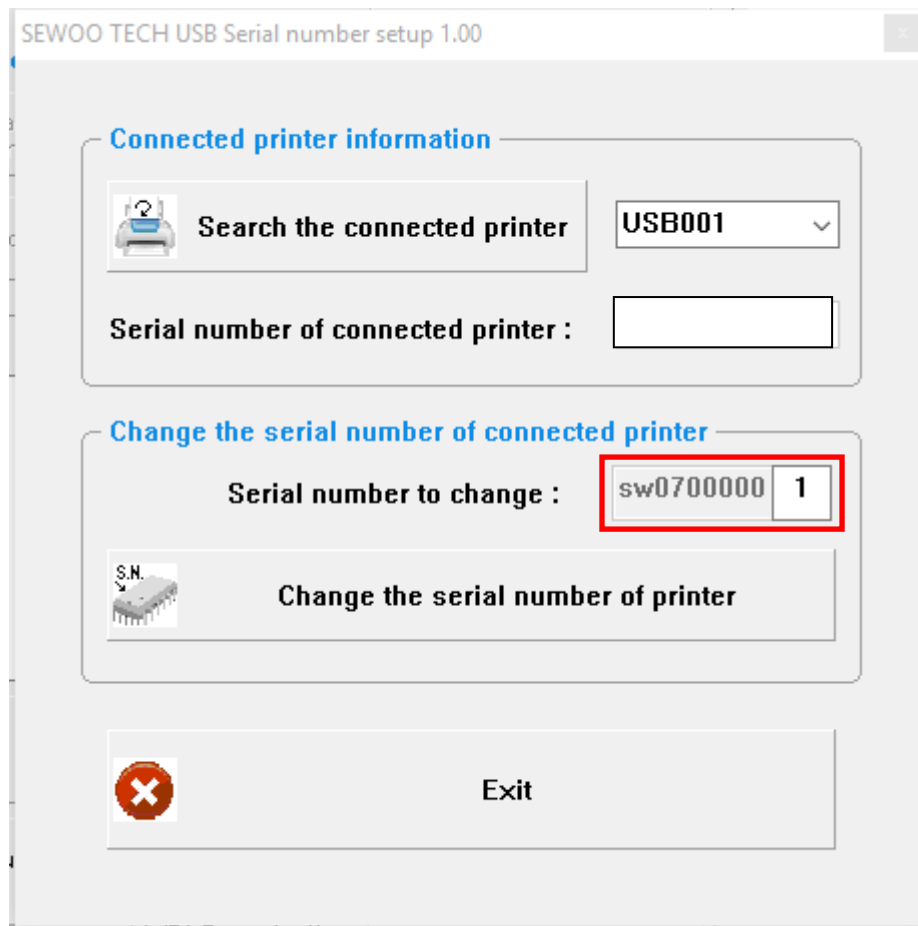 SEWOO TECH USB Serial number setup 1.00
x
Connected printer information
Search the connected printer
USB001
Serial number of connected printer :
Change the serial number of connected printer
Serial number to change :
sw0700000 1
S.N.
Change the serial number of printer
Exit